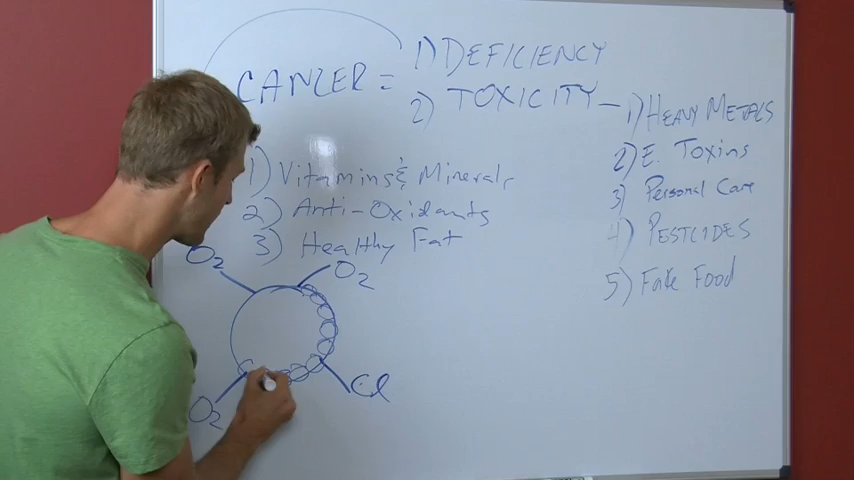 CANCER =
1) DEFICIENCY
2) TOXICITY —
1) HEAVY METALS
2) E. Toxins
3) Personal Care
4) PESTICIDES
5) Fake Food
1) Vitamins & Minerals
2) Anti-Oxidants
3) Healthy Fat
O2
O2
Cl
O2